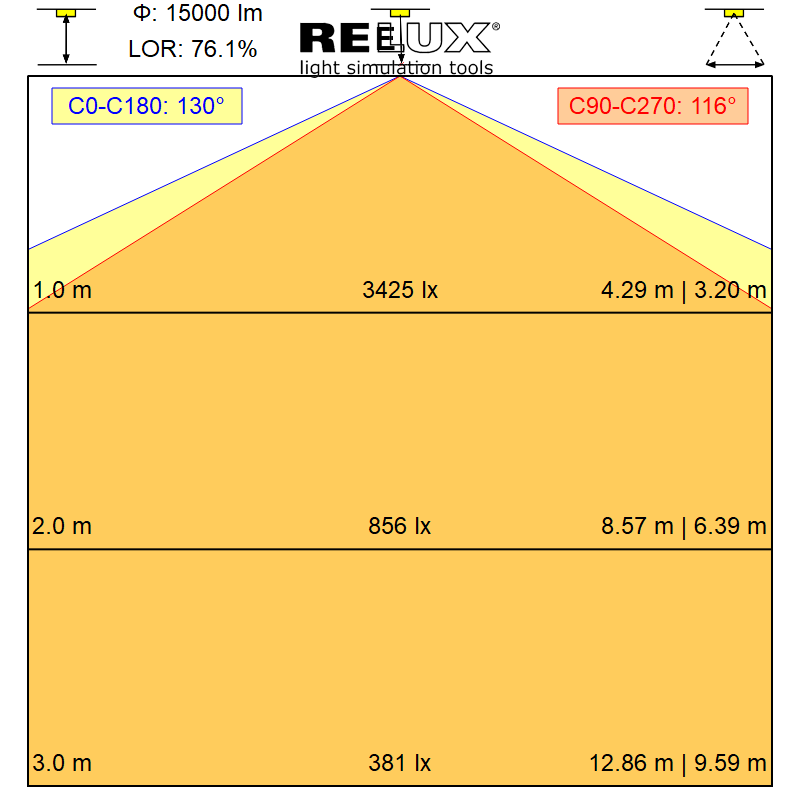 Φ: 15000 lm
LOR: 76.1%
RELUX®
light simulation tools
C0-C180: 130°
C90-C270: 116°
1.0 m 3425 lx 4.29 m | 3.20 m
2.0 m 856 lx 8.57 m | 6.39 m
3.0 m 381 lx 12.86 m | 9.59 m